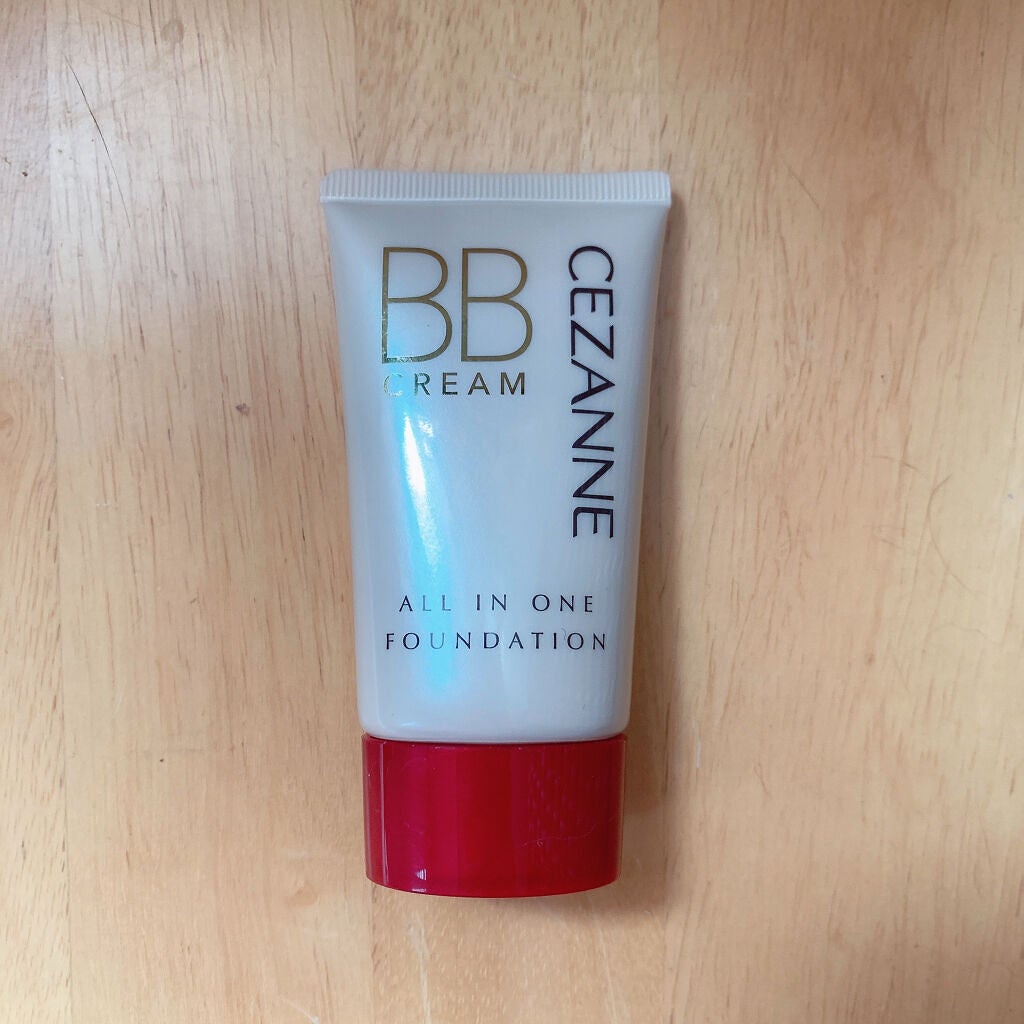 BB
CREAM
CEZANNE
ALL IN ONE
FOUNDATION